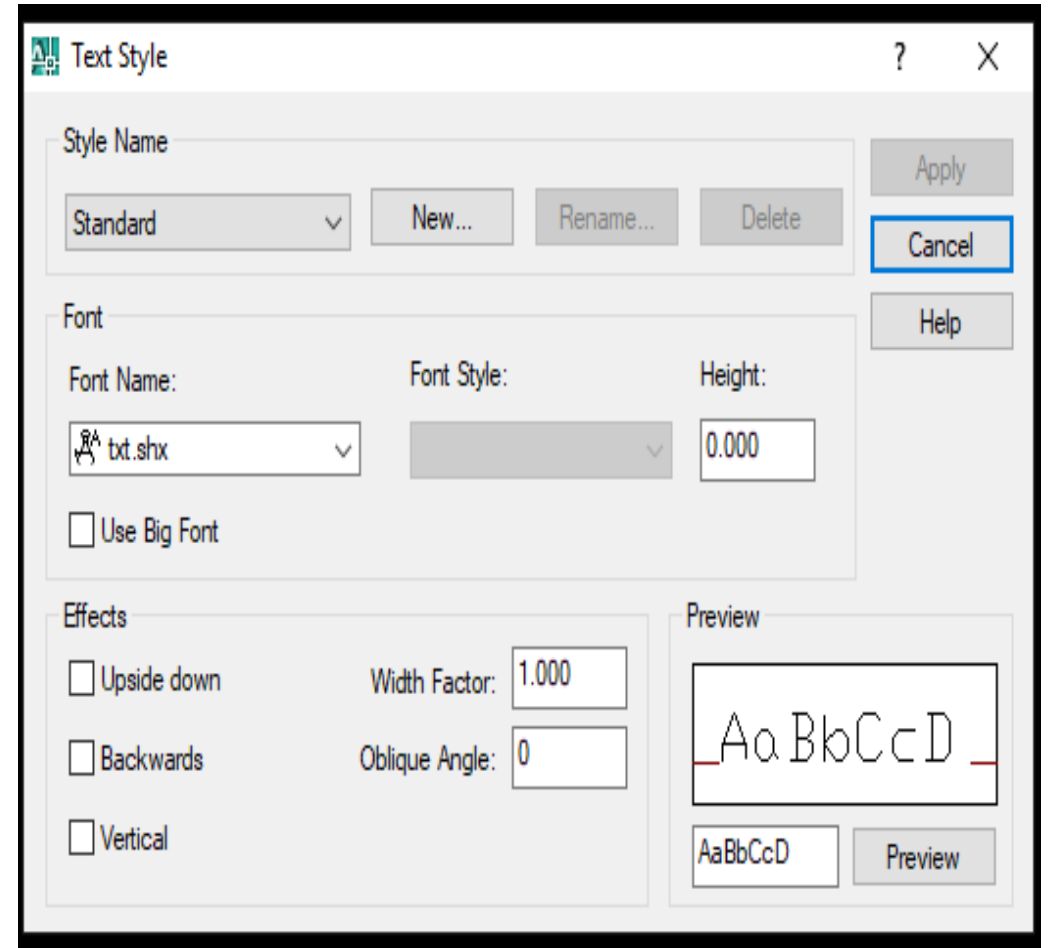 Text Style ? X
Style Name
Standard New... Rename... Delete
Apply
Cancel
Help
Font
Font Name: Font Style: Height:
txt.shx 0.000
Use Big Font
Effects
Upside down Width Factor: 1.000
Backwards Oblique Angle: 0
Vertical
Preview
AaBbCcD
AaBbCcD Preview